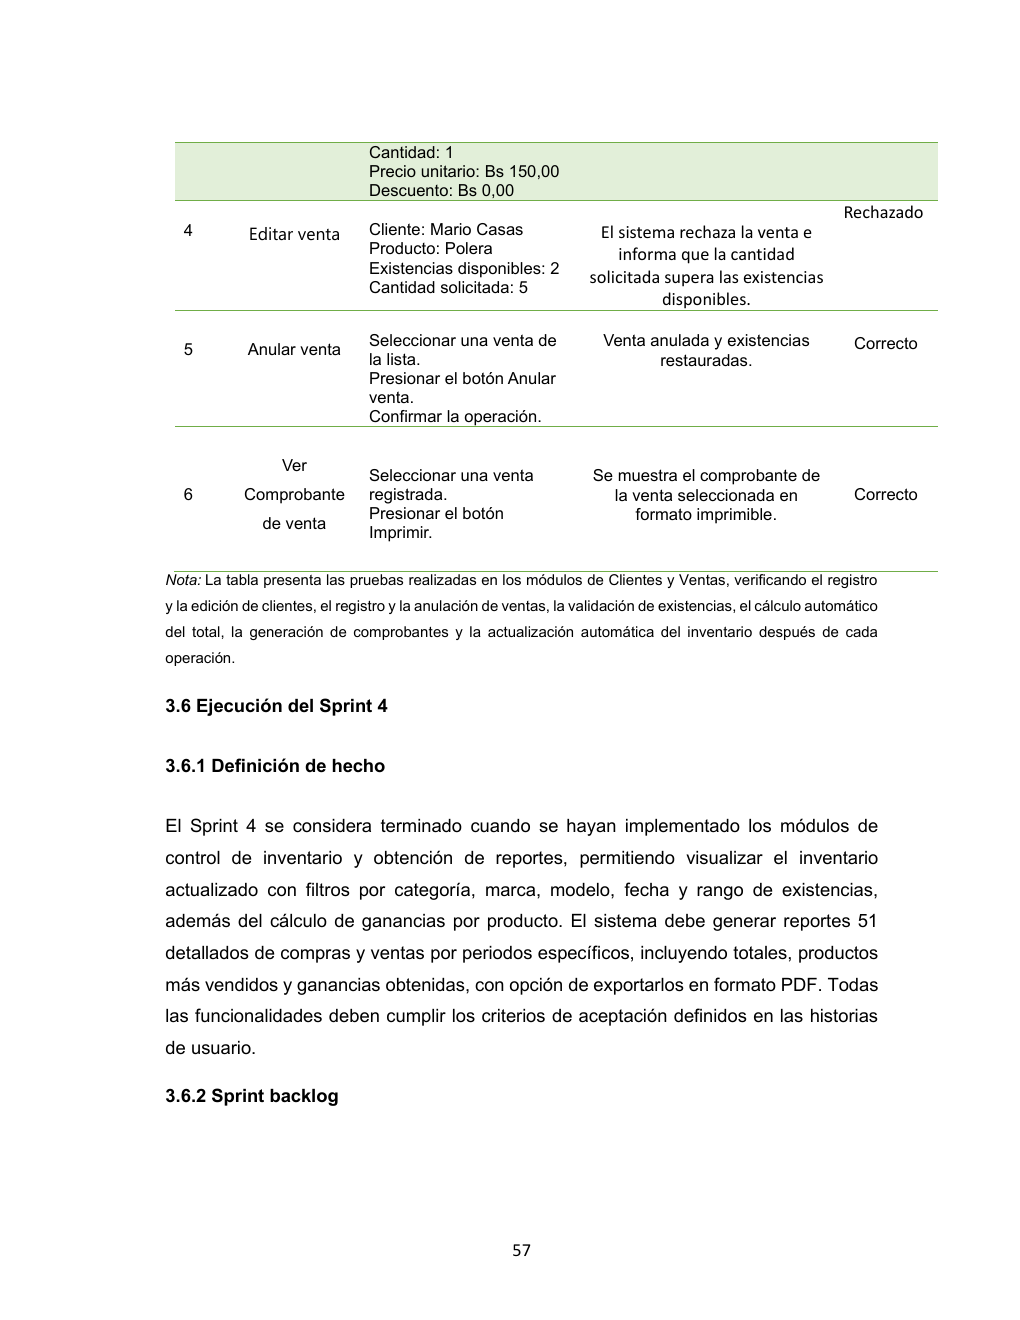 Cantidad: 1
Precio unitario: Bs 150,00
Descuento: Bs 0,00
4
Editar venta
Cliente: Mario Casas
Producto: Polera
Existencias disponibles: 2
Cantidad solicitada: 5
El sistema rechaza la venta e
informa que la cantidad
solicitada supera las existencias
disponibles.
Rechazado
5
Anular venta
Seleccionar una venta de
la lista.
Presionar el botón Anular
venta.
Confirmar la operación.
Venta anulada y existencias
restauradas.
Correcto
6
Ver
Comprobante
de venta
Seleccionar una venta
registrada.
Presionar el botón
Imprimir.
Se muestra el comprobante de
la venta seleccionada en
formato imprimible.
Correcto
Nota: La tabla presenta las pruebas realizadas en los módulos de Clientes y Ventas, verificando el registro
y la edición de clientes, el registro y la anulación de ventas, la validación de existencias, el cálculo automático
del total, la generación de comprobantes y la actualización automática del inventario después de cada
operación.
3.6 Ejecución del Sprint 4
3.6.1 Definición de hecho
El Sprint 4 se considera terminado cuando se hayan implementado los módulos de
control de inventario y obtención de reportes, permitiendo visualizar el inventario
actualizado con filtros por categoría, marca, modelo, fecha y rango de existencias,
además del cálculo de ganancias por producto. El sistema debe generar reportes 51
detallados de compras y ventas por periodos específicos, incluyendo totales, productos
más vendidos y ganancias obtenidas, con opción de exportarlos en formato PDF. Todas
las funcionalidades deben cumplir los criterios de aceptación definidos en las historias
de usuario.
3.6.2 Sprint backlog
57